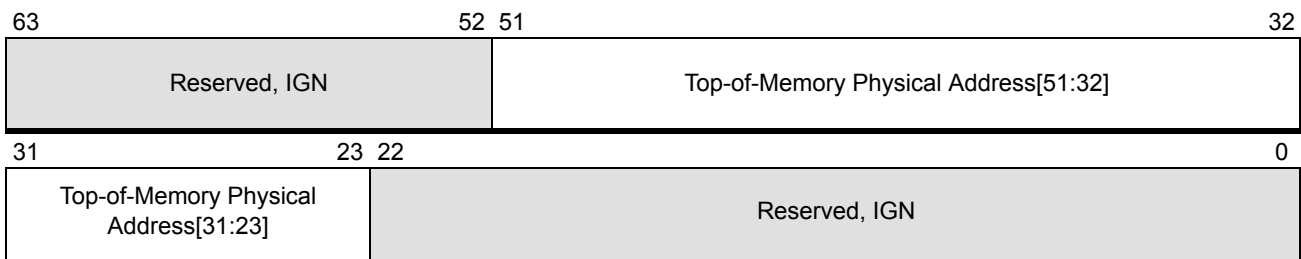 63 52 51 32
Reserved, IGN Top-of-Memory Physical Address[51:32]
31 23 22 0
Top-of-Memory Physical
Address[31:23]
Reserved, IGN